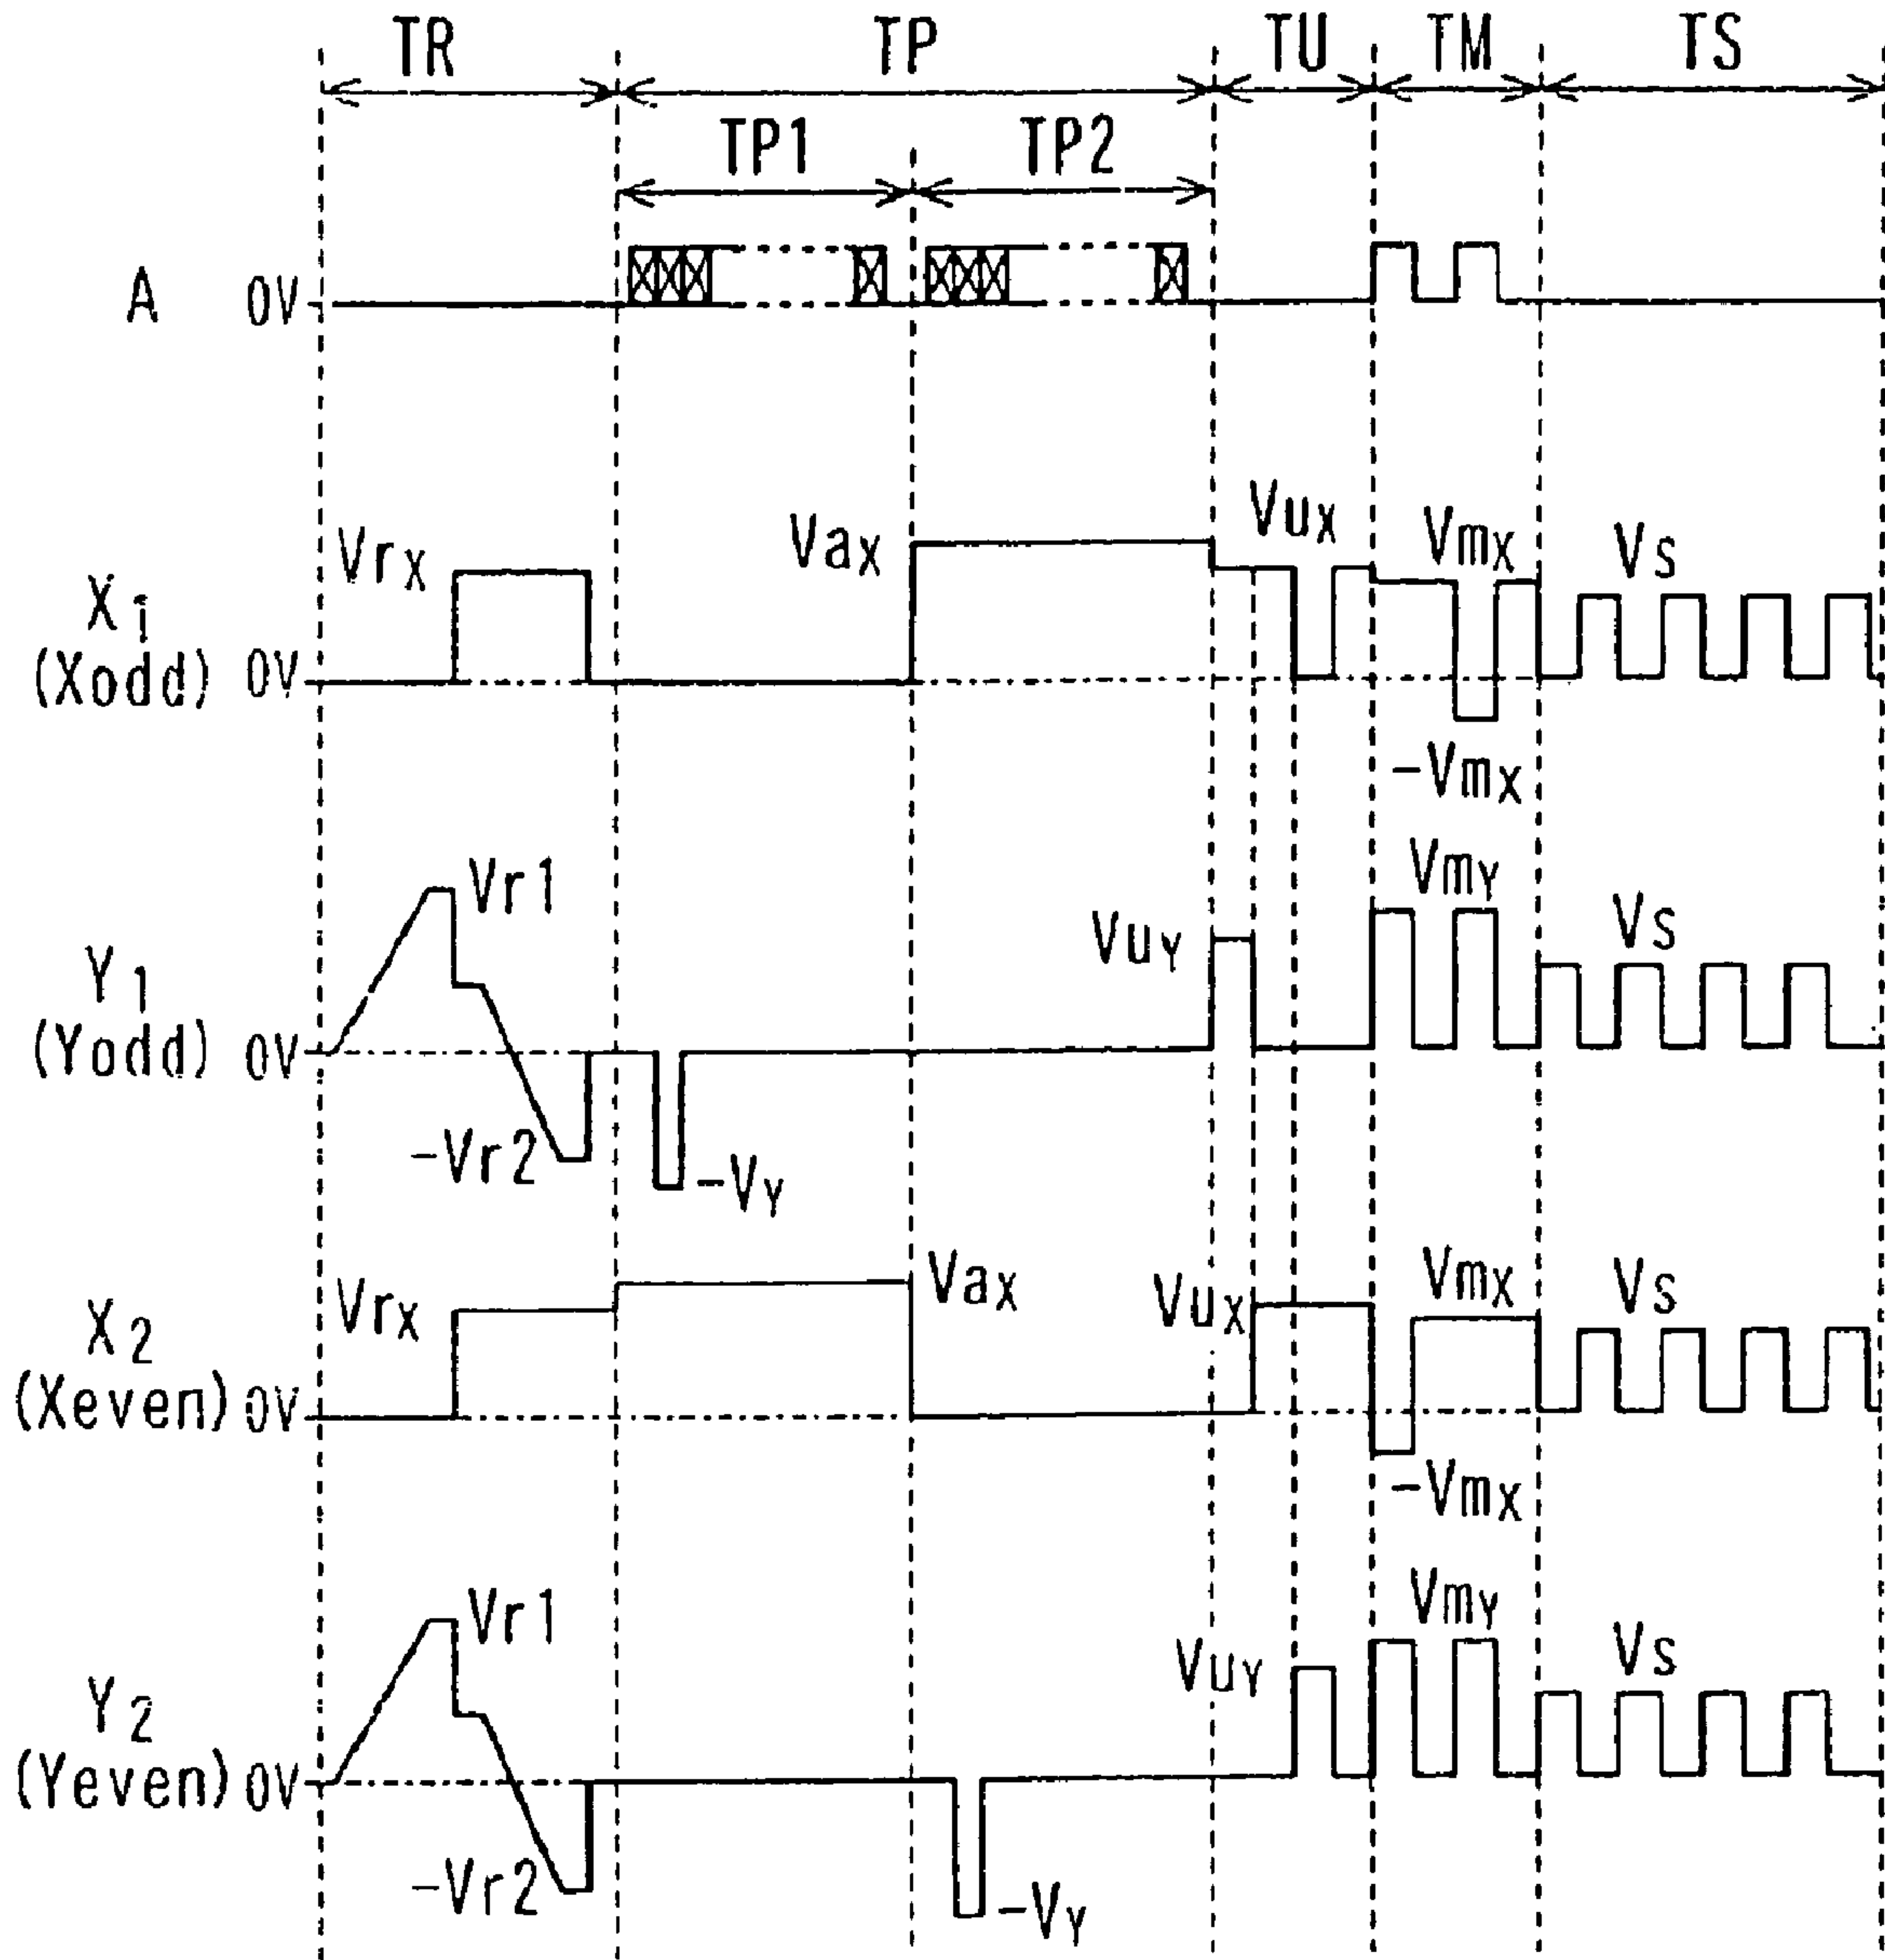 TR TP TU TM TS
TP1 TP2
A 0V
X1 (Xodd) 0V VrX VaX VuX VmX -VmX Vs
Y1 (Yodd) 0V Vr1 -Vr2 -VY VuY VmY Vs
X2 (Xeven) 0V VrX VaX VuX VmX -VmX Vs
Y2 (Yeven) 0V Vr1 -Vr2 -VY VuY VmY Vs